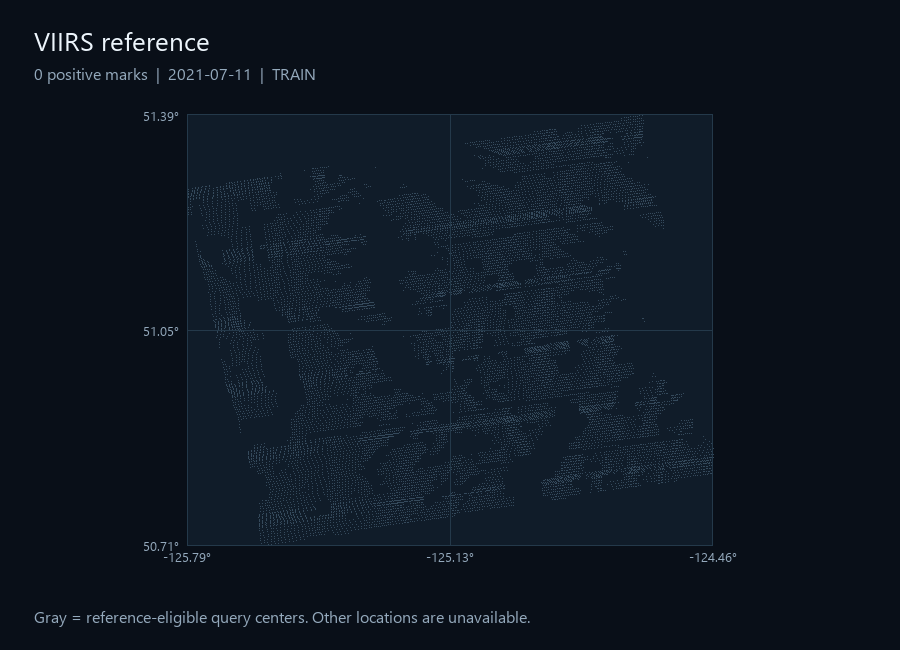 VIIRS reference
0 positive marks | 2021-07-11 | TRAIN
51.39°
51.05°
50.71°
-125.79°
-125.13°
-124.46°
Gray = reference-eligible query centers. Other locations are unavailable.